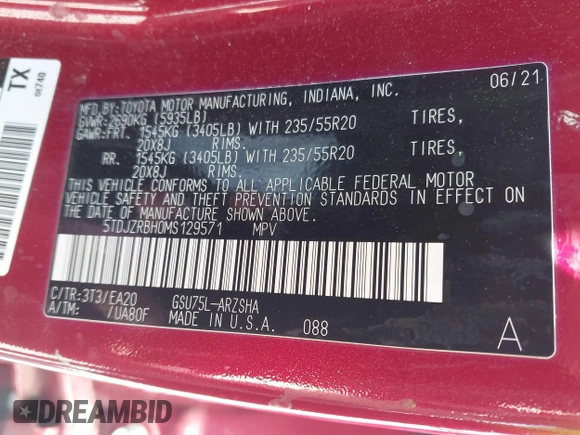 TX
0E740
06/21
MFD. BY: TOYOTA MOTOR MANUFACTURING, INDIANA, INC.
GVWR: 2690KG (5935LB)
GAWR:FRT. 1545KG (3405LB) WITH 235/55R20 TIRES,
20X8J RIMS.
RR. 1545KG (3405LB) WITH 235/55R20 TIRES,
20X8J RIMS.
THIS VEHICLE CONFORMS TO ALL APPLICABLE FEDERAL MOTOR
VEHICLE SAFETY AND THEFT PREVENTION STANDARDS IN EFFECT ON
THE DATE OF MANUFACTURE SHOWN ABOVE.
5TDJZRBH0MS129571 MPV
C/TR:3T3/EA20 GSU75L-ARZSHA
A/TM: /UA80F MADE IN U.S.A. 088
A
DREAMBID